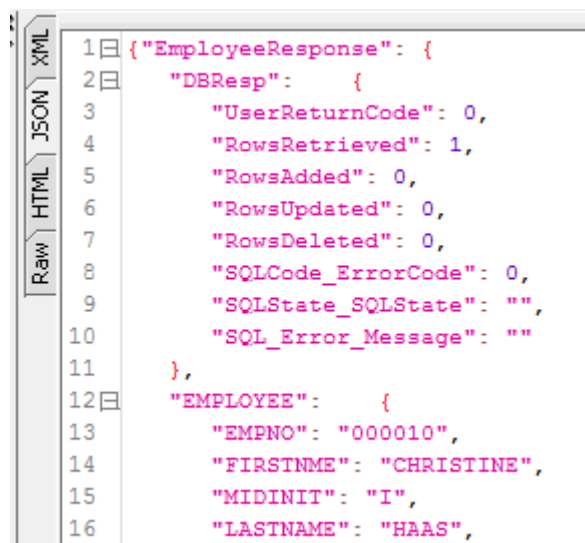 XML
JSON
HTML
Raw
1 {"EmployeeResponse": {
2 "DBResp": {
3 "UserReturnCode": 0,
4 "RowsRetrieved": 1,
5 "RowsAdded": 0,
6 "RowsUpdated": 0,
7 "RowsDeleted": 0,
8 "SQLCode_ErrorCode": 0,
9 "SQLState_SQLState": "",
10 "SQL_Error_Message": ""
11 },
12 "EMPLOYEE": {
13 "EMPNO": "000010",
14 "FIRSTNME": "CHRISTINE",
15 "MIDINIT": "I",
16 "LASTNAME": "HAAS",